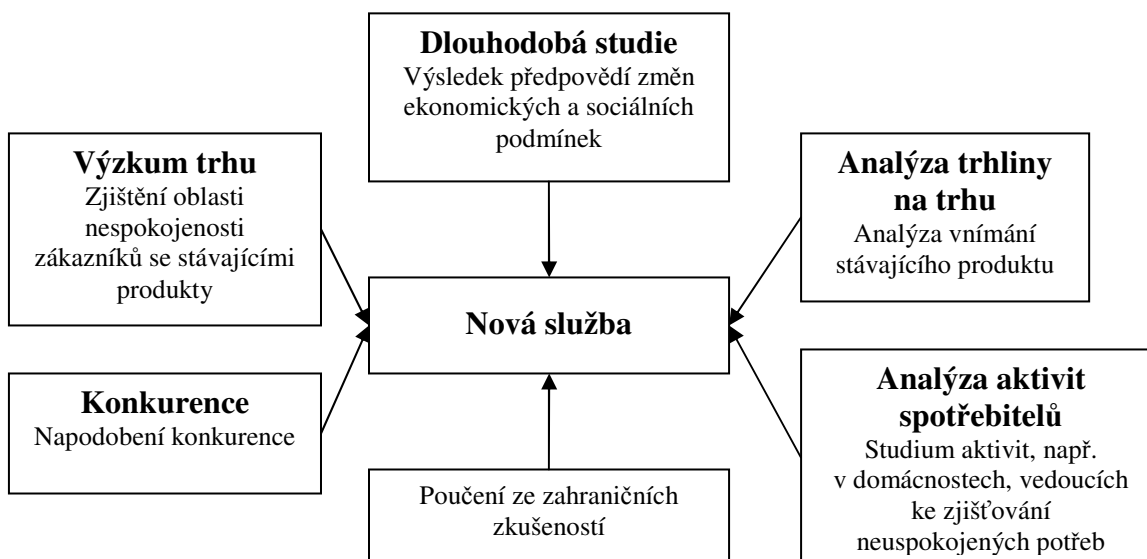 Dlouhodobá studie
Výsledek předpovědí změn
ekonomických a sociálních
podmínek
Výzkum trhu
Zjištění oblasti
nespokojenosti
zákazníků se stávajícími
produkty
Analýza trhliny
na trhu
Analýza vnímání
stávajícího produktu
Nová služba
Konkurence
Napodobení konkurence
Poučení ze zahraničních
zkušeností
Analýza aktivit
spotřebitelů
Studium aktivit, např.
v domácnostech, vedoucích
ke zjišťování
neuspokojených potřeb